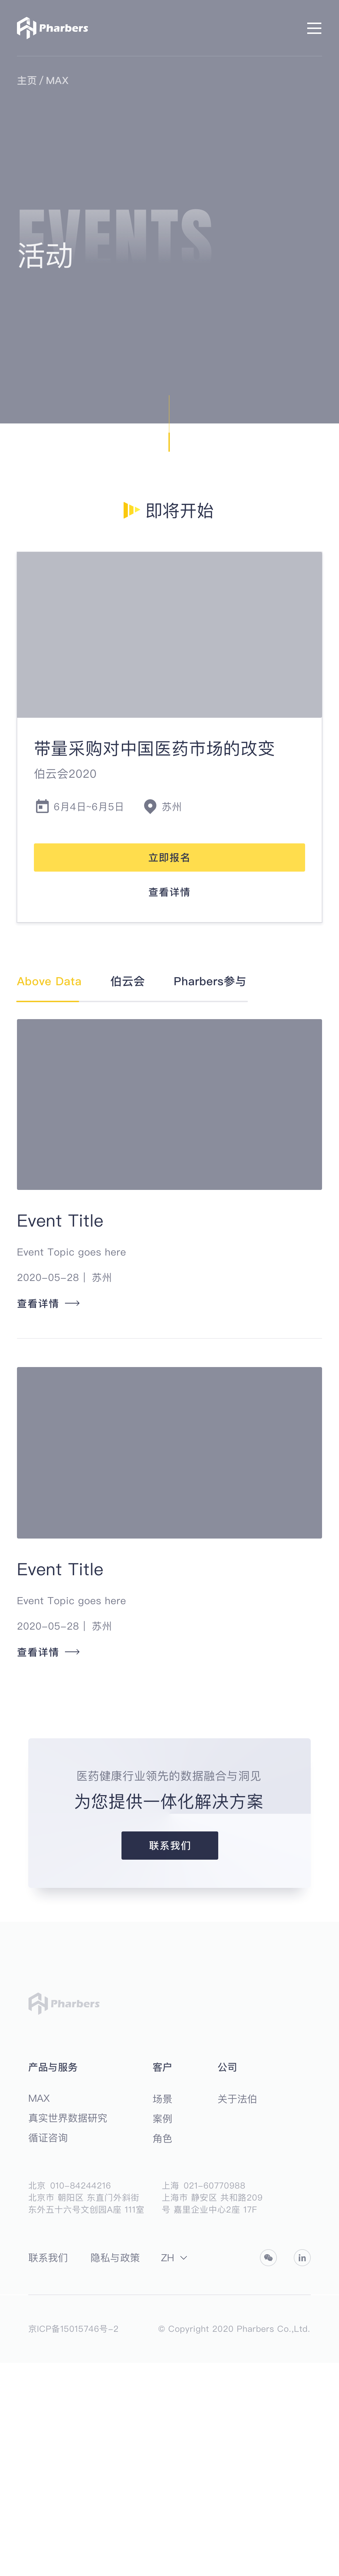 Pharbers
主页 / MAX
EVENTS
活动
即将开始
带量采购对中国医药市场的改变
伯云会2020
6月4日~6月5日 苏州
立即报名
查看详情
Above Data 伯云会 Pharbers参与
Event Title
Event Topic goes here
2020-05-28 | 苏州
查看详情
Event Title
Event Topic goes here
2020-05-28 | 苏州
查看详情
医药健康行业领先的数据融合与洞见
为您提供一体化解决方案
联系我们
Pharbers
产品与服务 客户 公司
MAX 场景 关于法伯
真实世界数据研究 案例
循证咨询 角色
北京 010-84244216
北京市 朝阳区 东直门外斜街
东外五十六号文创园A座 111室
上海 021-60770988
上海市 静安区 共和路209
号 嘉里企业中心2座 17F
联系我们 隐私与政策 ZH
in
京ICP备15015746号-2 © Copyright 2020 Pharbers Co.,Ltd.